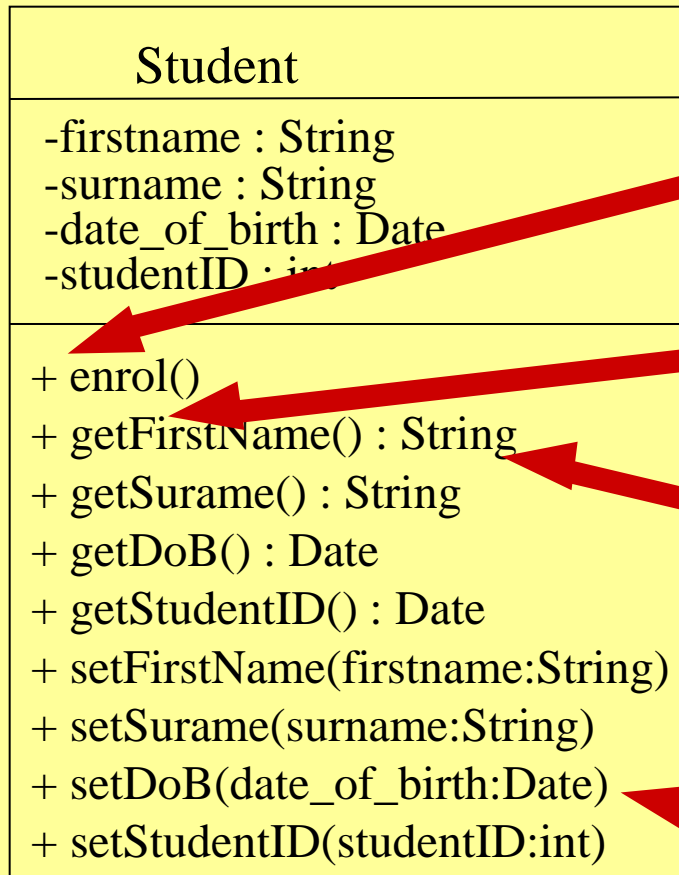 Student
-firstname : String
-surname : String
-date_of_birth : Date
-studentID : int
+ enrol()
+ getFirstName() : String
+ getSurame() : String
+ getDoB() : Date
+ getStudentID() : Date
+ setFirstName(firstname:String)
+ setSurame(surname:String)
+ setDoB(date_of_birth:Date)
+ setStudentID(studentID:int)